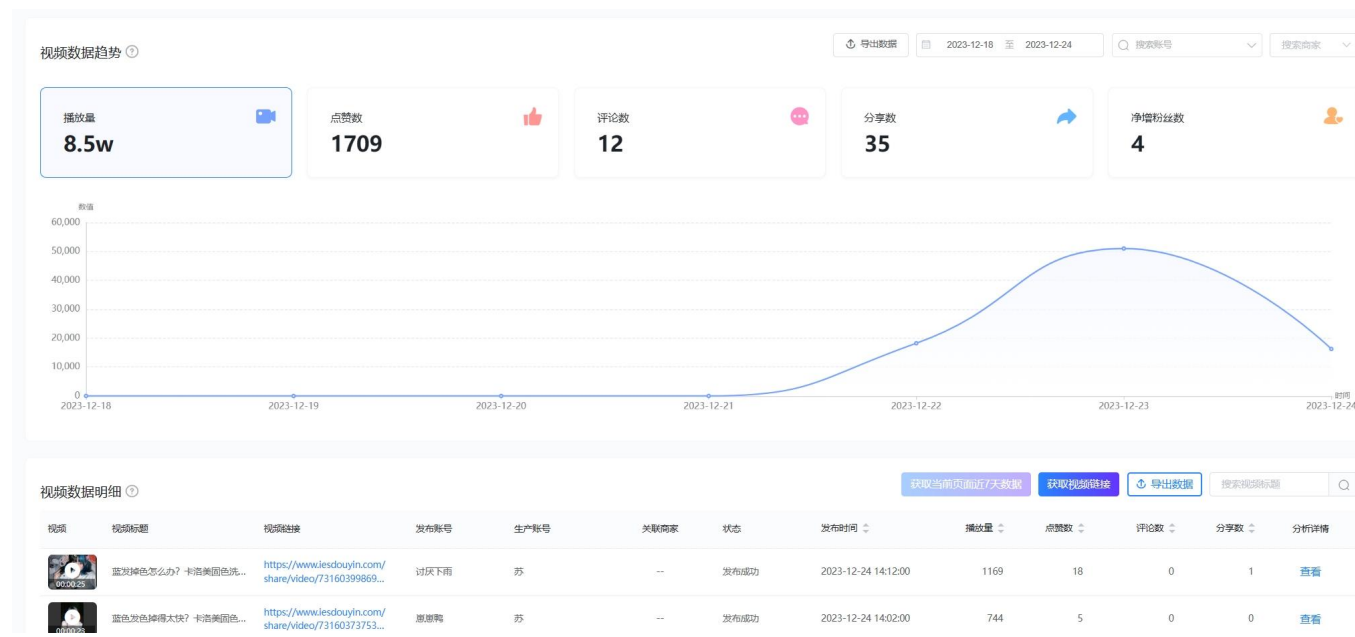 视频数据趋势
导出数据 2023-12-18 至 2023-12-24 搜索账号 搜索商家
播放量 点赞数 评论数 分享数 净增粉丝数
8.5w 1709 12 35 4
数值
60,000
50,000
40,000
30,000
20,000
10,000
0
时间
2023-12-18 2023-12-19 2023-12-20 2023-12-21 2023-12-22 2023-12-23 2023-12-24
视频数据明细 获取当前页面近7天数据 获取视频链接 导出数据 搜索视频标题
视频 视频标题 视频链接 发布账号 生产账号 关联商家 状态 发布时间 播放量 点赞数 评论数 分享数 分析详情
00:00:25 蓝发掉色怎么办?卡洛美固色洗... https://www.iesdouyin.com/share/video/73160399869... 讨厌下雨 苏 -- 发布成功 2023-12-24 14:12:00 1169 18 0 1 查看
00:00:28 蓝色发色掉得太快?卡洛美固色... https://www.iesdouyin.com/share/video/73160373753... 崽崽鸭 苏 -- 发布成功 2023-12-24 14:02:00 744 5 0 0 查看